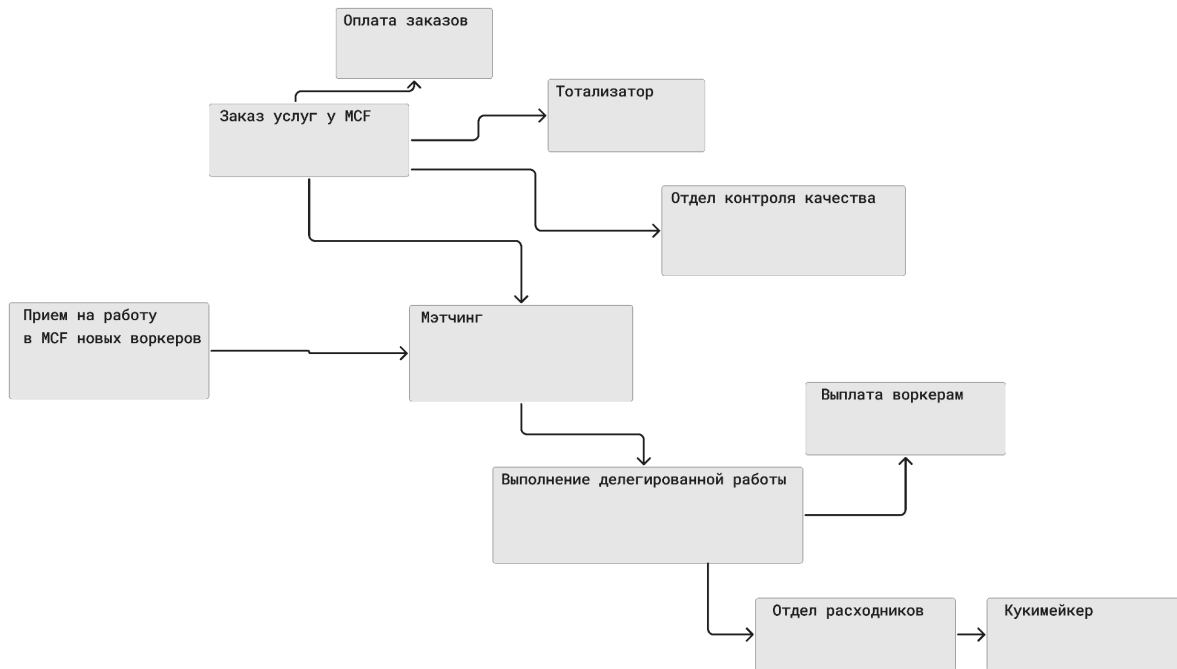 Оплата заказов
Тотализатор
Заказ услуг у MCF
Отдел контроля качества
Прием на работу
в MCF новых воркеров
Мэтчинг
Выплата воркерам
Выполнение делегированной работы
Отдел расходников
Кукимейкер